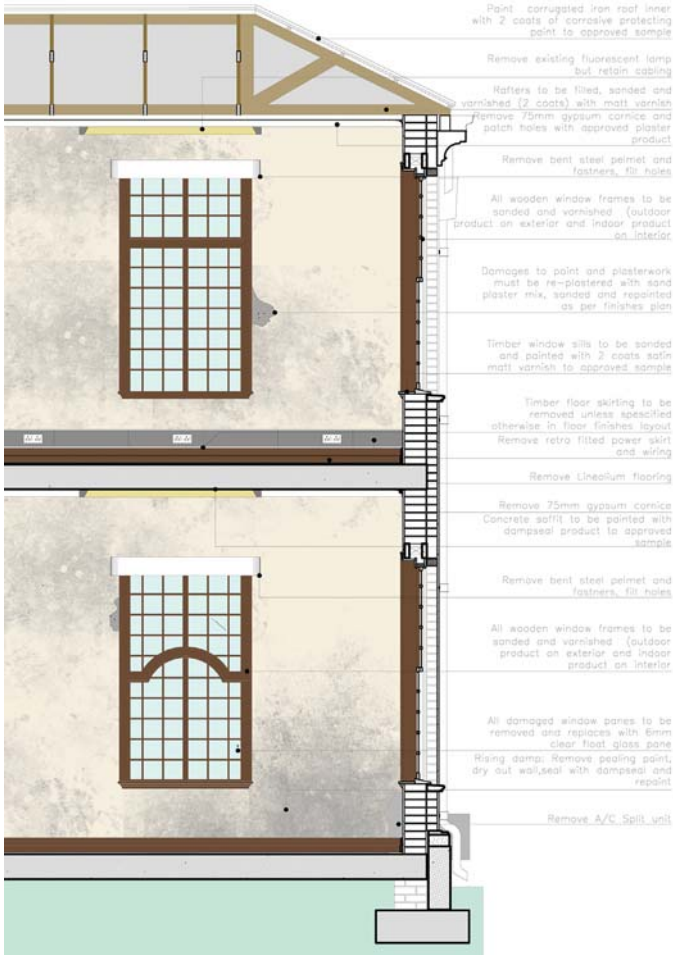 Paint corrugated iron roof inner
with 2 coats of corrosive protecting
paint to approved sample
Remove existing fluorescent lamp
but retain cabling
Rafters to be filled, sanded and
varnished (2 coats) with matt varnish
Remove 75mm gypsum cornice and
patch holes with approved plaster
product
Remove bent steel pelmet and
fastners, fill holes
All wooden window frames to be
sanded and varnished (outdoor
product on exterior and indoor product
on interior
Damages to paint and plasterwork
must be re-plastered with sand
plaster mix, sanded and repainted
as per finishes plan
Timber window sills to be sanded
and painted with 2 coats satin
matt varnish to approved sample
Timber floor skirting to be
removed unless spescified
otherwise in floor finishes layout
Remove retro fitted power skirt
and wiring
Remove Linealium flooring
Remove 75mm gypsum cornice
Concrete soffit to be painted with
dampseal product to approved
sample
Remove bent steel pelmet and
fastners, fill holes
All wooden window frames to be
sanded and varnished (outdoor
product on exterior and indoor
product on interior
All damaged window panes to be
removed and replaces with 6mm
clear float glass pane
Rising damp: Remove pealing paint,
dry out wall,seal with dampseal and
repaint
Remove A/C Split unit